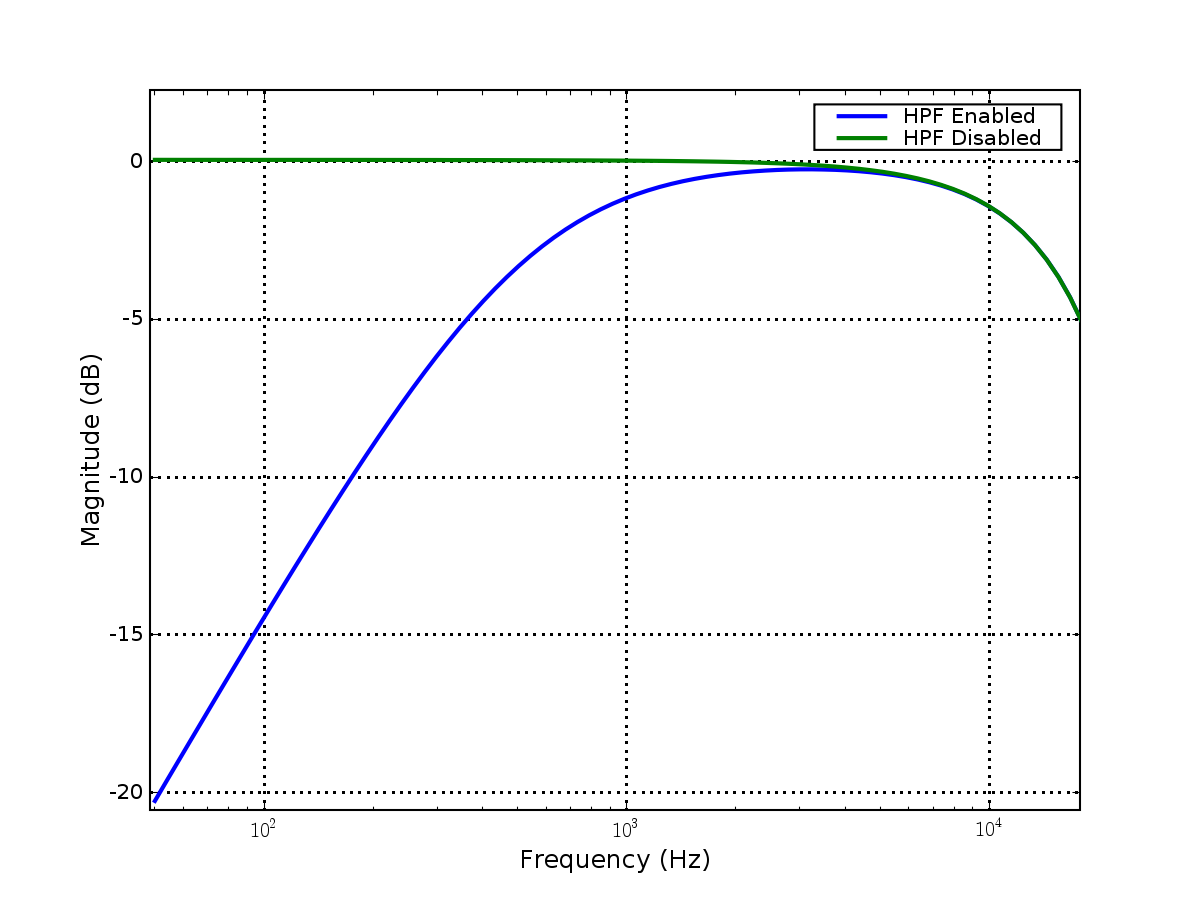 HPF Enabled
HPF Disabled
0
-5
-10
-15
-20
Magnitude (dB)
10²
10³
10⁴
Frequency (Hz)